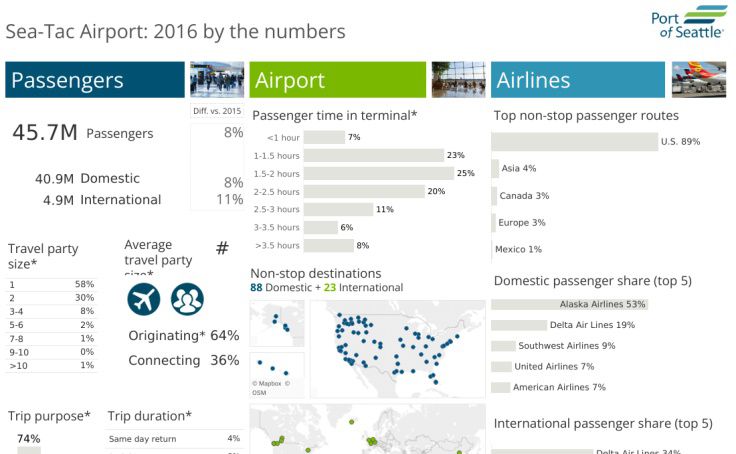 Sea-Tac Airport: 2016 by the numbers
Port
of Seattle
Passengers
Diff. vs. 2015
45.7M Passengers 8%
40.9M Domestic 8%
4.9M International 11%
Travel party
size*
1 58%
2 30%
3-4 8%
5-6 2%
7-8 1%
9-10 0%
>10 1%
Average
travel party
size*
#
Originating* 64%
Connecting 36%
Trip purpose*
74%
Trip duration*
Same day return 4%
Airport
Passenger time in terminal*
<1 hour 7%
1-1.5 hours 23%
1.5-2 hours 25%
2-2.5 hours 20%
2.5-3 hours 11%
3-3.5 hours 6%
>3.5 hours 8%
Non-stop destinations
88 Domestic + 23 International
© Mapbox ©
OSM
Airlines
Top non-stop passenger routes
U.S. 89%
Asia 4%
Canada 3%
Europe 3%
Mexico 1%
Domestic passenger share (top 5)
Alaska Airlines 53%
Delta Air Lines 19%
Southwest Airlines 9%
United Airlines 7%
American Airlines 7%
International passenger share (top 5)
Delta Air Lines 34%